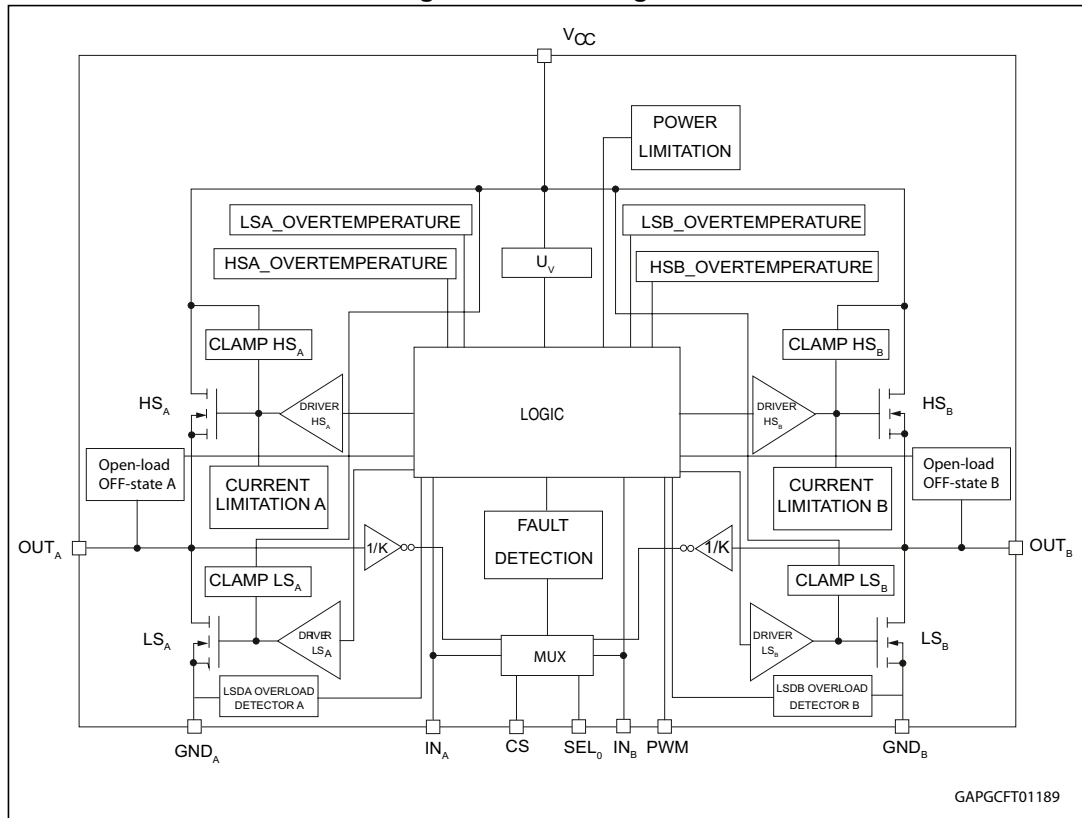 VCC
POWER
LIMITATION
LSA_OVERTEMPERATURE
LSB_OVERTEMPERATURE
HSA_OVERTEMPERATURE
UV
HSB_OVERTEMPERATURE
CLAMP HSA
CLAMP HSB
HSA
DRIVER
HSA
LOGIC
DRIVER
HSB
HSB
Open-load
OFF-state A
CURRENT
LIMITATION A
CURRENT
LIMITATION B
Open-load
OFF-state B
FAULT
DETECTION
OUTA
1/K
1/K
OUTB
CLAMP LSA
CLAMP LSB
LSA
DRIVER
LSA
MUX
DRIVER
LSB
LSB
LSDA OVERLOAD
DETECTOR A
LSDB OVERLOAD
DETECTOR B
GNDA
INA
CS
SEL0
INB
PWM
GNDB
GAPGCFT01189